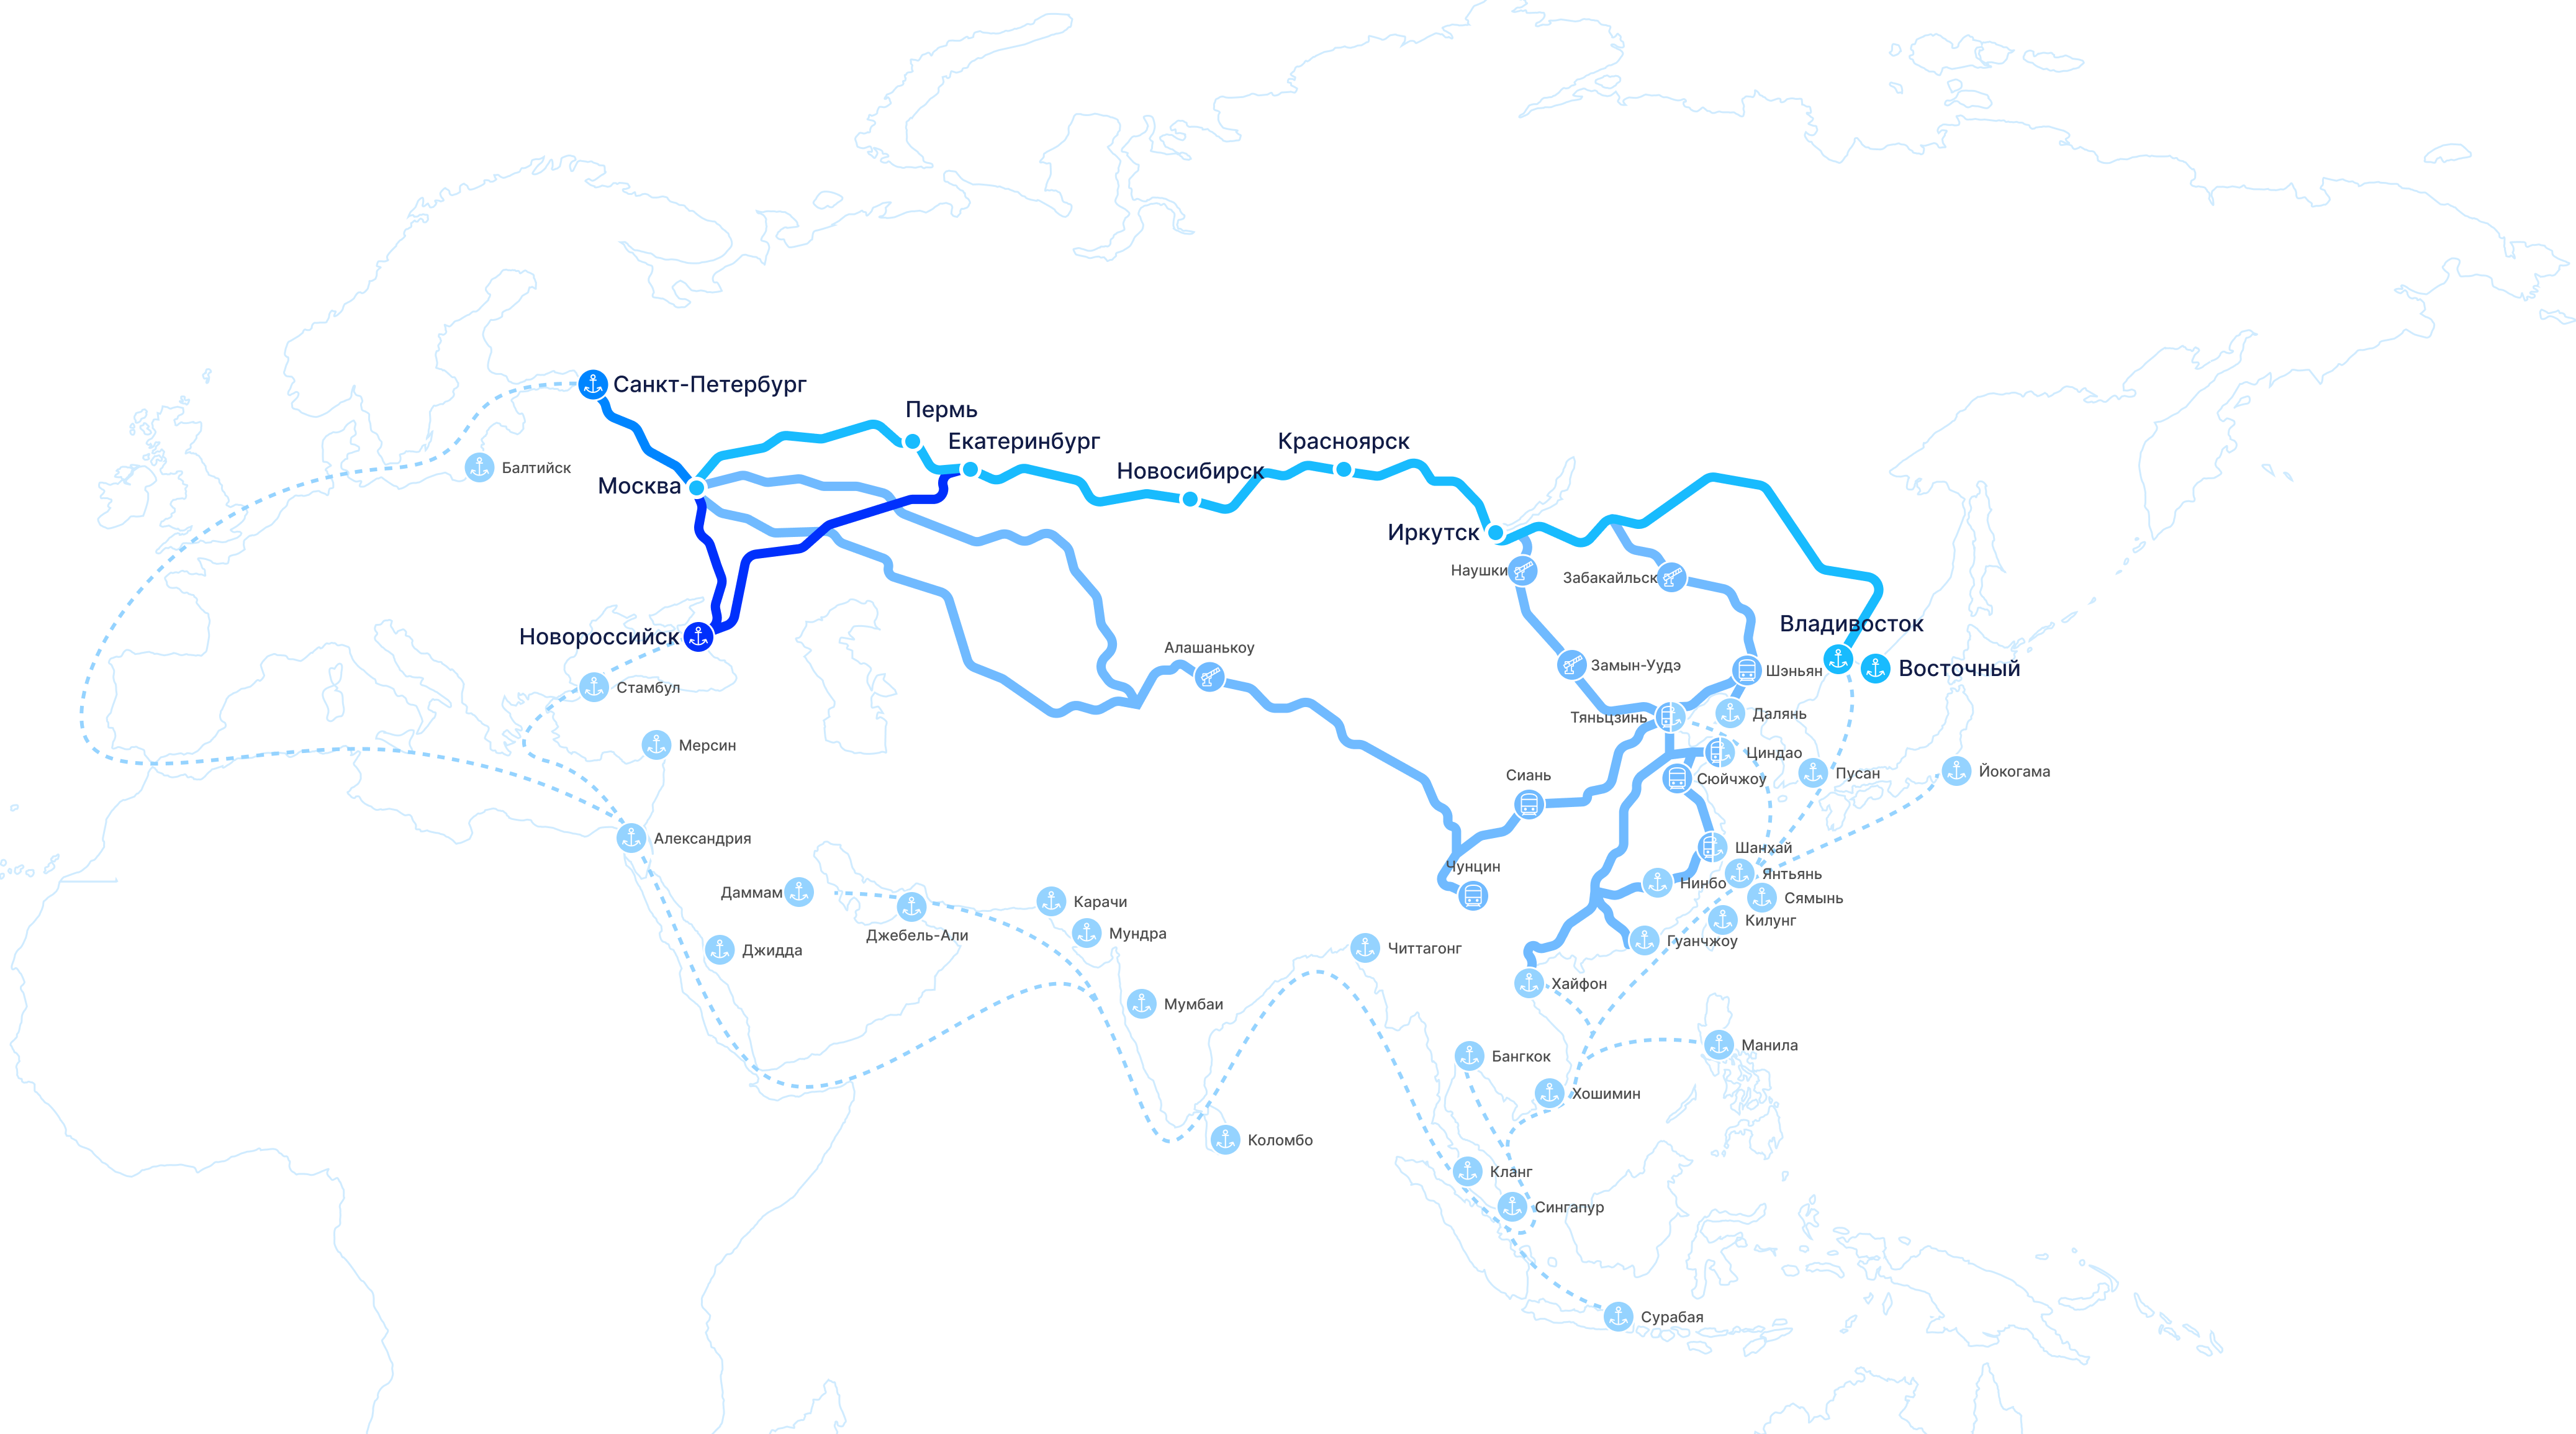 Санкт-Петербург
Пермь
Екатеринбург
Красноярск
Балтийск
Новосибирск
Москва
Иркутск
Наушки
Забакайльск
Владивосток
Новороссийск
Алашанькоу
Замын-Уудэ
Шэньян
Восточный
Стамбул
Тяньцзинь
Далянь
Мерсин
Циндао
Сиань
Сюйчжоу
Пусан
Йокогама
Александрия
Шанхай
Чунцин
Янтьянь
Даммам
Нинбо
Карачи
Сямынь
Килунг
Джебель-Али
Мундра
Гуанчжоу
Джидда
Читтагонг
Хайфон
Мумбаи
Манила
Бангкок
Хошимин
Коломбо
Кланг
Сингапур
Сурабая